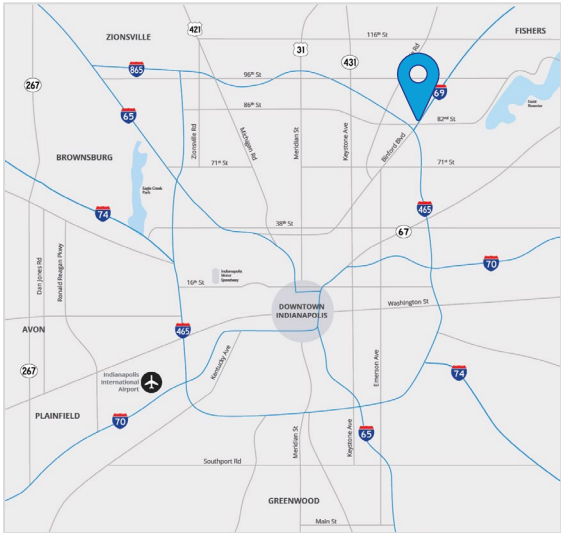 ZIONSVILLE
421
116th St
FISHERS
31
431
865
96th St
69
267
65
86th St
82nd St
Zionsville Rd
Michigan Rd
Meridian St
Keystone Ave
Binford Blvd
BROWNSBURG
71st St
71st St
Eagle Creek
Park
74
465
38th St
67
70
Dan Jones Rd
Ronald Reagan Pkwy
Indianapolis
Motor
Speedway
16th St
DOWNTOWN
INDIANAPOLIS
Washington St
AVON
465
267
Indianapolis
International
Airport
Kentucky Ave
Emerson Ave
74
PLAINFIELD
70
Meridian St
Keystone Ave
65
Southport Rd
GREENWOOD
Main St